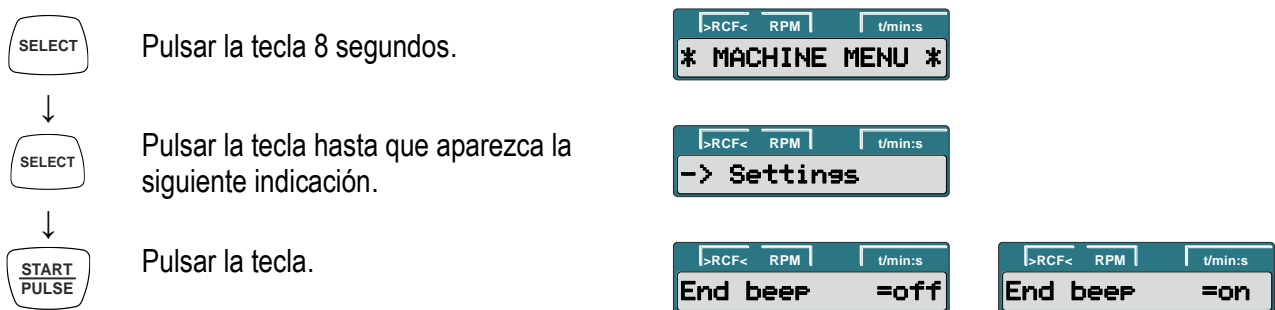 SELECT
Pulsar la tecla 8 segundos.
>RCF< RPM t/min:s
* MACHINE MENU *
↓
SELECT
Pulsar la tecla hasta que aparezca la
siguiente indicación.
>RCF< RPM t/min:s
-> Settings
↓
START
PULSE
Pulsar la tecla.
>RCF< RPM t/min:s
End beep =off
>RCF< RPM t/min:s
End beep =on